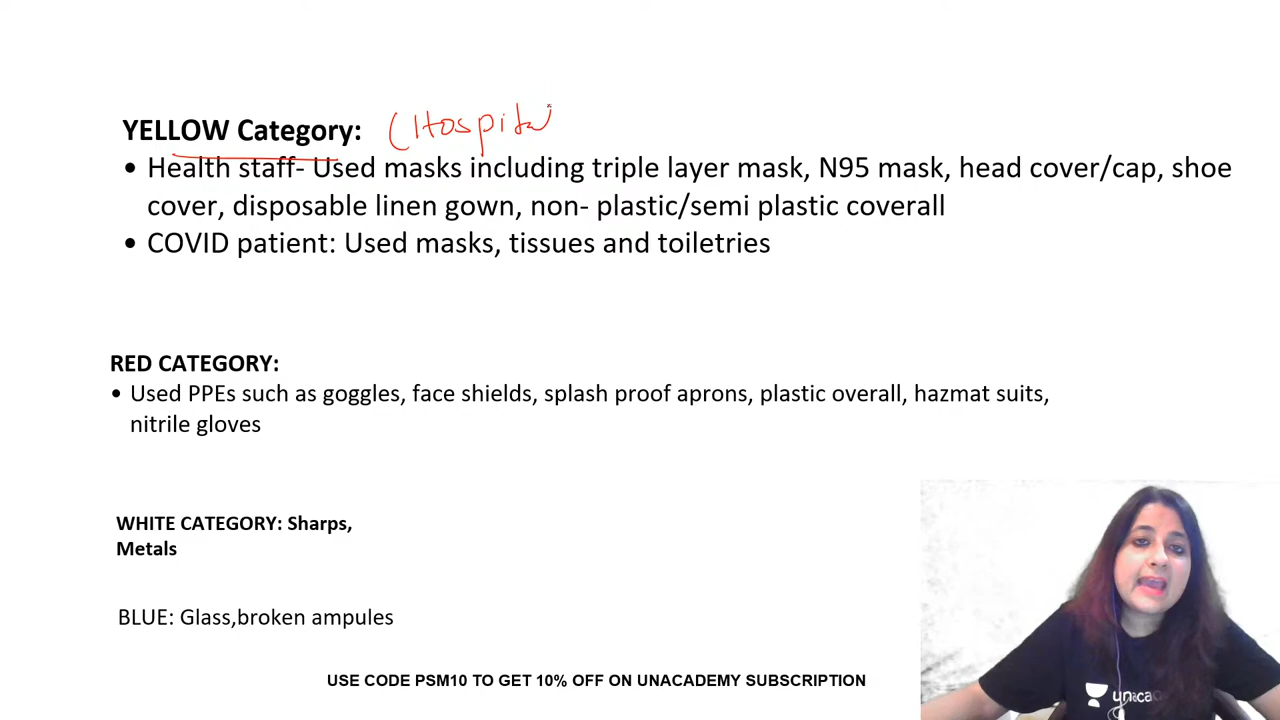 YELLOW Category: (Hospital
• Health staff- Used masks including triple layer mask, N95 mask, head cover/cap, shoe
cover, disposable linen gown, non- plastic/semi plastic coverall
• COVID patient: Used masks, tissues and toiletries
RED CATEGORY:
• Used PPEs such as goggles, face shields, splash proof aprons, plastic overall, hazmat suits,
nitrile gloves
WHITE CATEGORY: Sharps,
Metals
BLUE: Glass,broken ampules
unaca
USE CODE PSM10 TO GET 10% OFF ON UNACADEMY SUBSCRIPTION